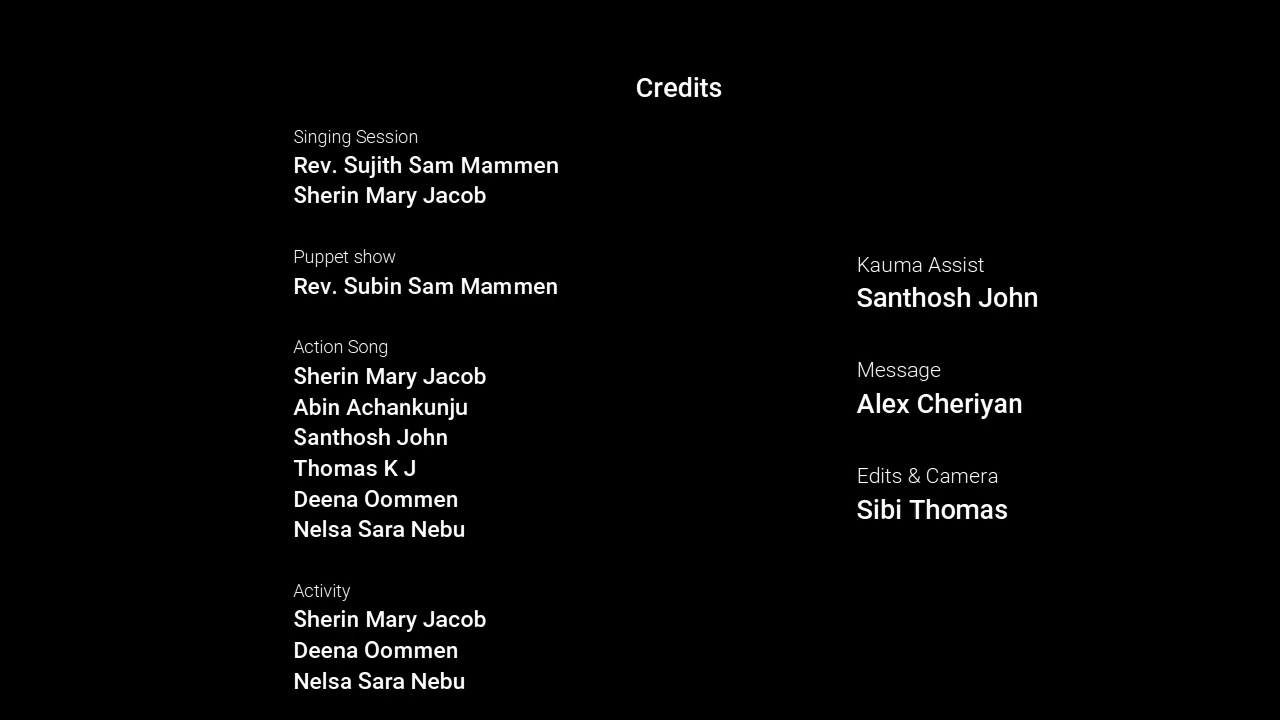 Credits
Singing Session
Rev. Sujith Sam Mammen
Sherin Mary Jacob
Puppet show
Rev. Subin Sam Mammen
Action Song
Sherin Mary Jacob
Abin Achankunju
Santhosh John
Thomas K J
Deena Oommen
Nelsa Sara Nebu
Activity
Sherin Mary Jacob
Deena Oommen
Nelsa Sara Nebu
Kauma Assist
Santhosh John
Message
Alex Cheriyan
Edits & Camera
Sibi Thomas